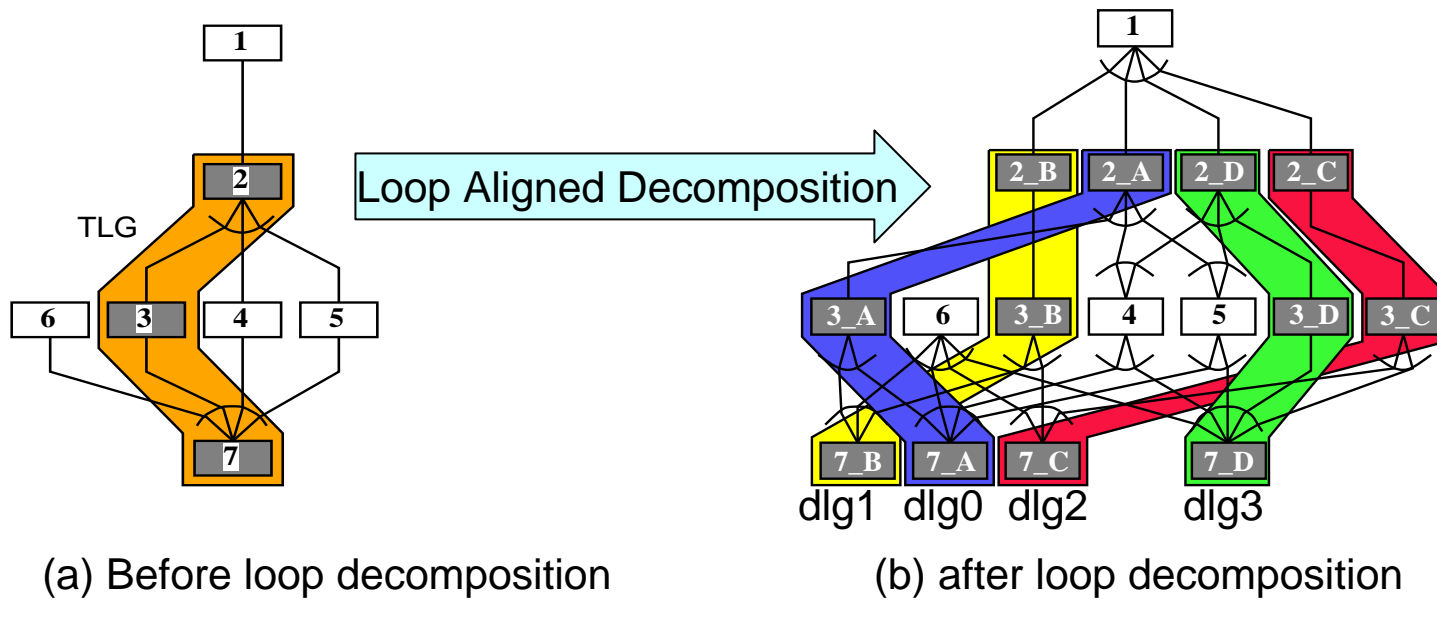 1
1
2
2_B 2_A 2_D 2_C
Loop Aligned Decomposition
TLG
6 3 4 5
3_A 6 3_B 4 5 3_D 3_C
7
7_B 7_A 7_C 7_D
dlg1 dlg0 dlg2 dlg3
(a) Before loop decomposition
(b) after loop decomposition